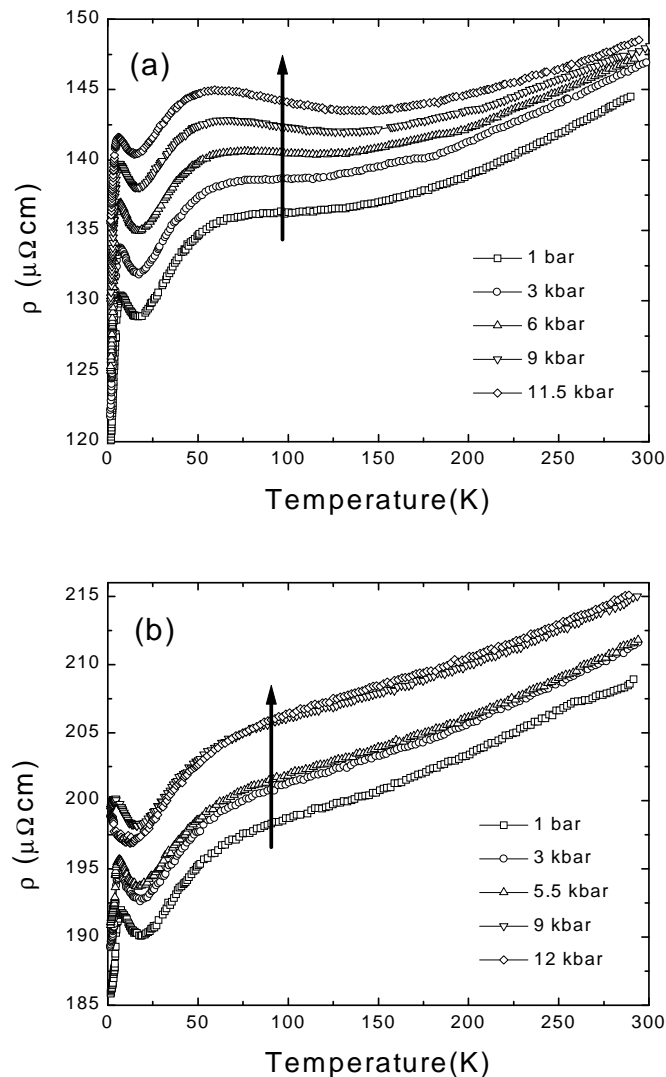 150
(a)
145
140
135
130
125
120
ρ (μΩcm)
1 bar
3 kbar
6 kbar
9 kbar
11.5 kbar
0 50 100 150 200 250 300
Temperature(K)
215
(b)
210
205
200
195
190
185
ρ (μΩcm)
1 bar
3 kbar
5.5 kbar
9 kbar
12 kbar
0 50 100 150 200 250 300
Temperature(K)